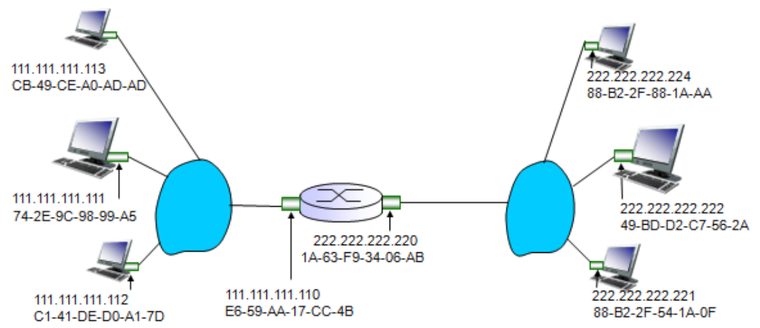 111.111.111.113
CB-49-CE-A0-AD-AD
222.222.222.224
88-B2-2F-88-1A-AA
111.111.111.111
74-2E-9C-98-99-A5
222.222.222.222
49-BD-D2-C7-56-2A
222.222.222.220
1A-63-F9-34-06-AB
111.111.111.112
C1-41-DE-D0-A1-7D
111.111.111.110
E6-59-AA-17-CC-4B
222.222.222.221
88-B2-2F-54-1A-0F